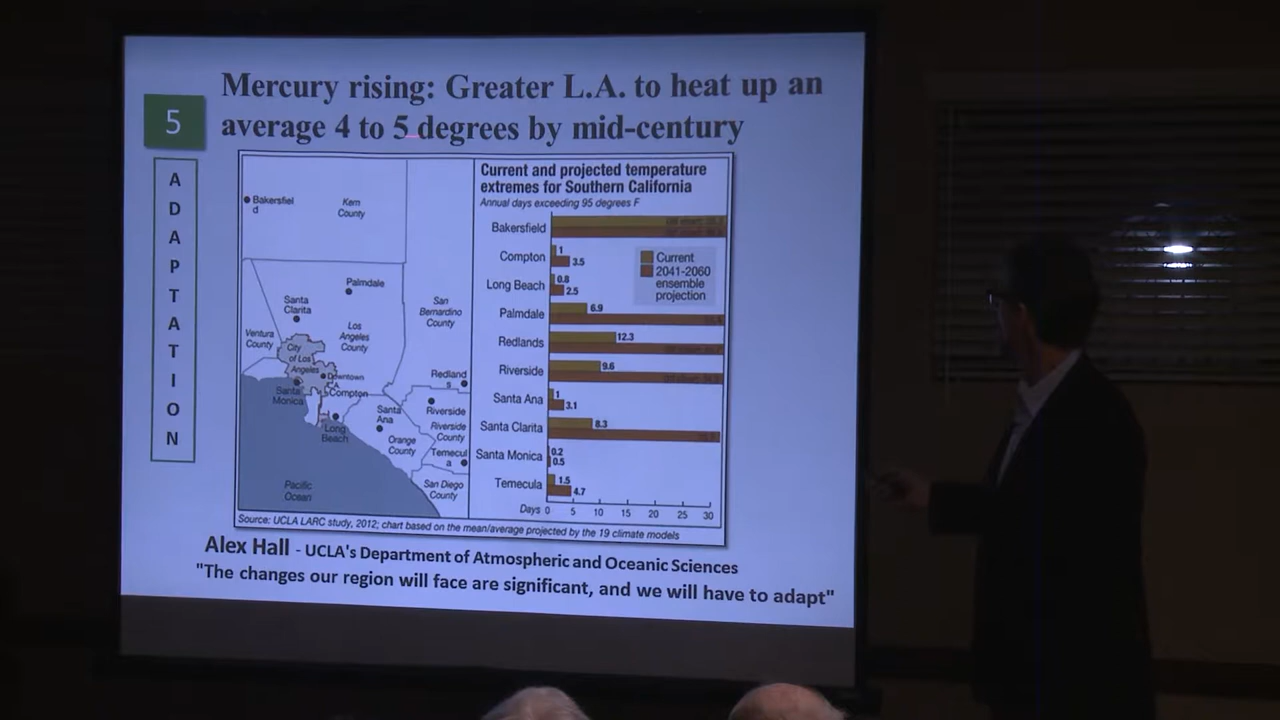 Mercury rising: Greater L.A. to heat up an
average 4 to 5 degrees by mid-century
5
A
D
A
P
T
A
T
I
O
N
Bakersfiel
d
Kern
County
Palmdale
Santa
Clarita
San
Bernardino
County
Ventura
County
Los
Angeles
County
City
of Los
Angeles
Downtown
Santa
Monica
Compton
Redland
s
Long
Beach
Santa
Ana
Riverside
Riverside
County
Orange
County
Temecul
a
San Diego
County
Pacific
Ocean
Current and projected temperature
extremes for Southern California
Annual days exceeding 95 degrees F
Bakersfield
Compton 1
3.5
Long Beach 0.8
2.5
Palmdale 6.9
Redlands 12.3
Riverside 9.6
Santa Ana 1
3.1
Santa Clarita 8.3
Santa Monica 0.2
0.5
Temecula 1.5
4.7
Current
2041-2060
ensemble
projection
Days 0 5 10 15 20 25 30
Source: UCLA LARC study, 2012; chart based on the mean/average projected by the 19 climate models
Alex Hall - UCLA's Department of Atmospheric and Oceanic Sciences
"The changes our region will face are significant, and we will have to adapt"